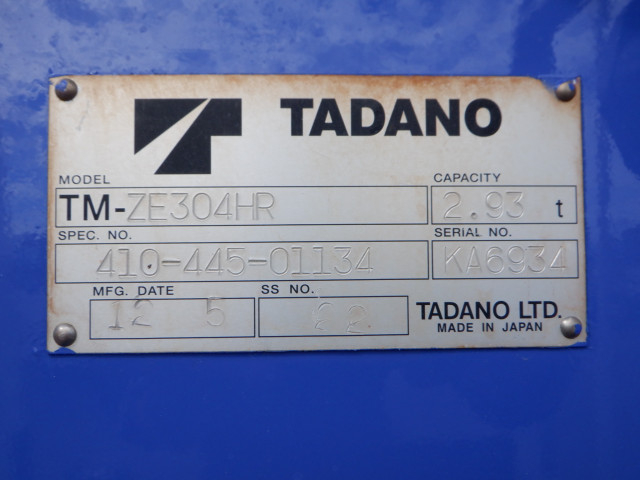 TADANO
MODEL
TM-ZE304HR
CAPACITY
2.93 t
SPEC. NO.
410-445-01134
SERIAL NO.
KA6934
MFG. DATE
12 5
SS NO.
22
TADANO LTD.
MADE IN JAPAN